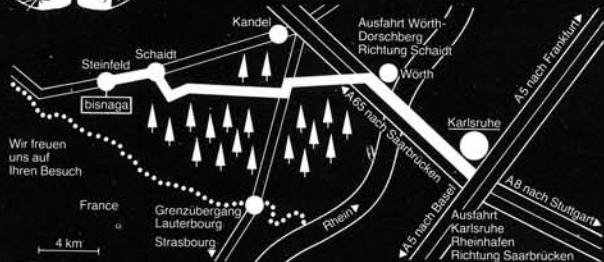 Kandel
Ausfahrt Wörth-
Dorschberg
Richtung Schaidt
Steinfeld
Schaidt
bisnaga
Wörth
A5 nach Frankfurt
Karlsruhe
A65 nach Saarbrücken
Wir freuen
uns auf
Ihren Besuch
France
4 km
Grenzübergang
Lauterbourg
Strasbourg
Rhein
A5 nach Basel
A8 nach Stuttgart
Ausfahrt
Karlsruhe
Rheinhafen
Richtung Saarbrücken